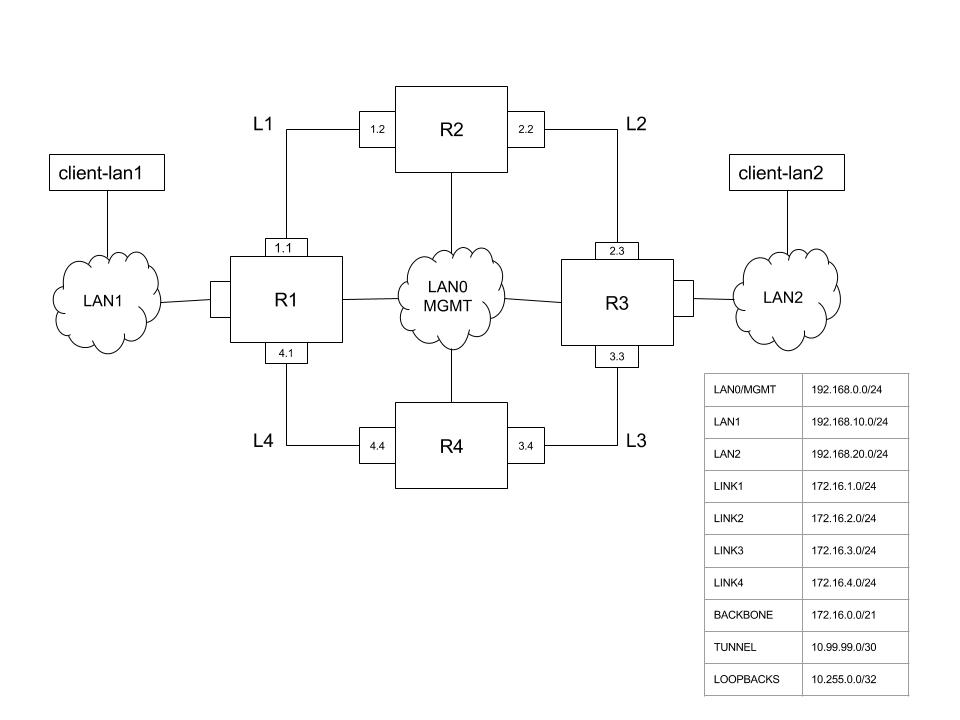 L1
1.2
R2
2.2
L2
client-lan1
client-lan2
1.1
2.3
LAN1
R1
LAN0
MGMT
R3
LAN2
4.1
3.3
L4
4.4
R4
3.4
L3
LAN0/MGMT 192.168.0.0/24
LAN1 192.168.10.0/24
LAN2 192.168.20.0/24
LINK1 172.16.1.0/24
LINK2 172.16.2.0/24
LINK3 172.16.3.0/24
LINK4 172.16.4.0/24
BACKBONE 172.16.0.0/21
TUNNEL 10.99.99.0/30
LOOPBACKS 10.255.0.0/32